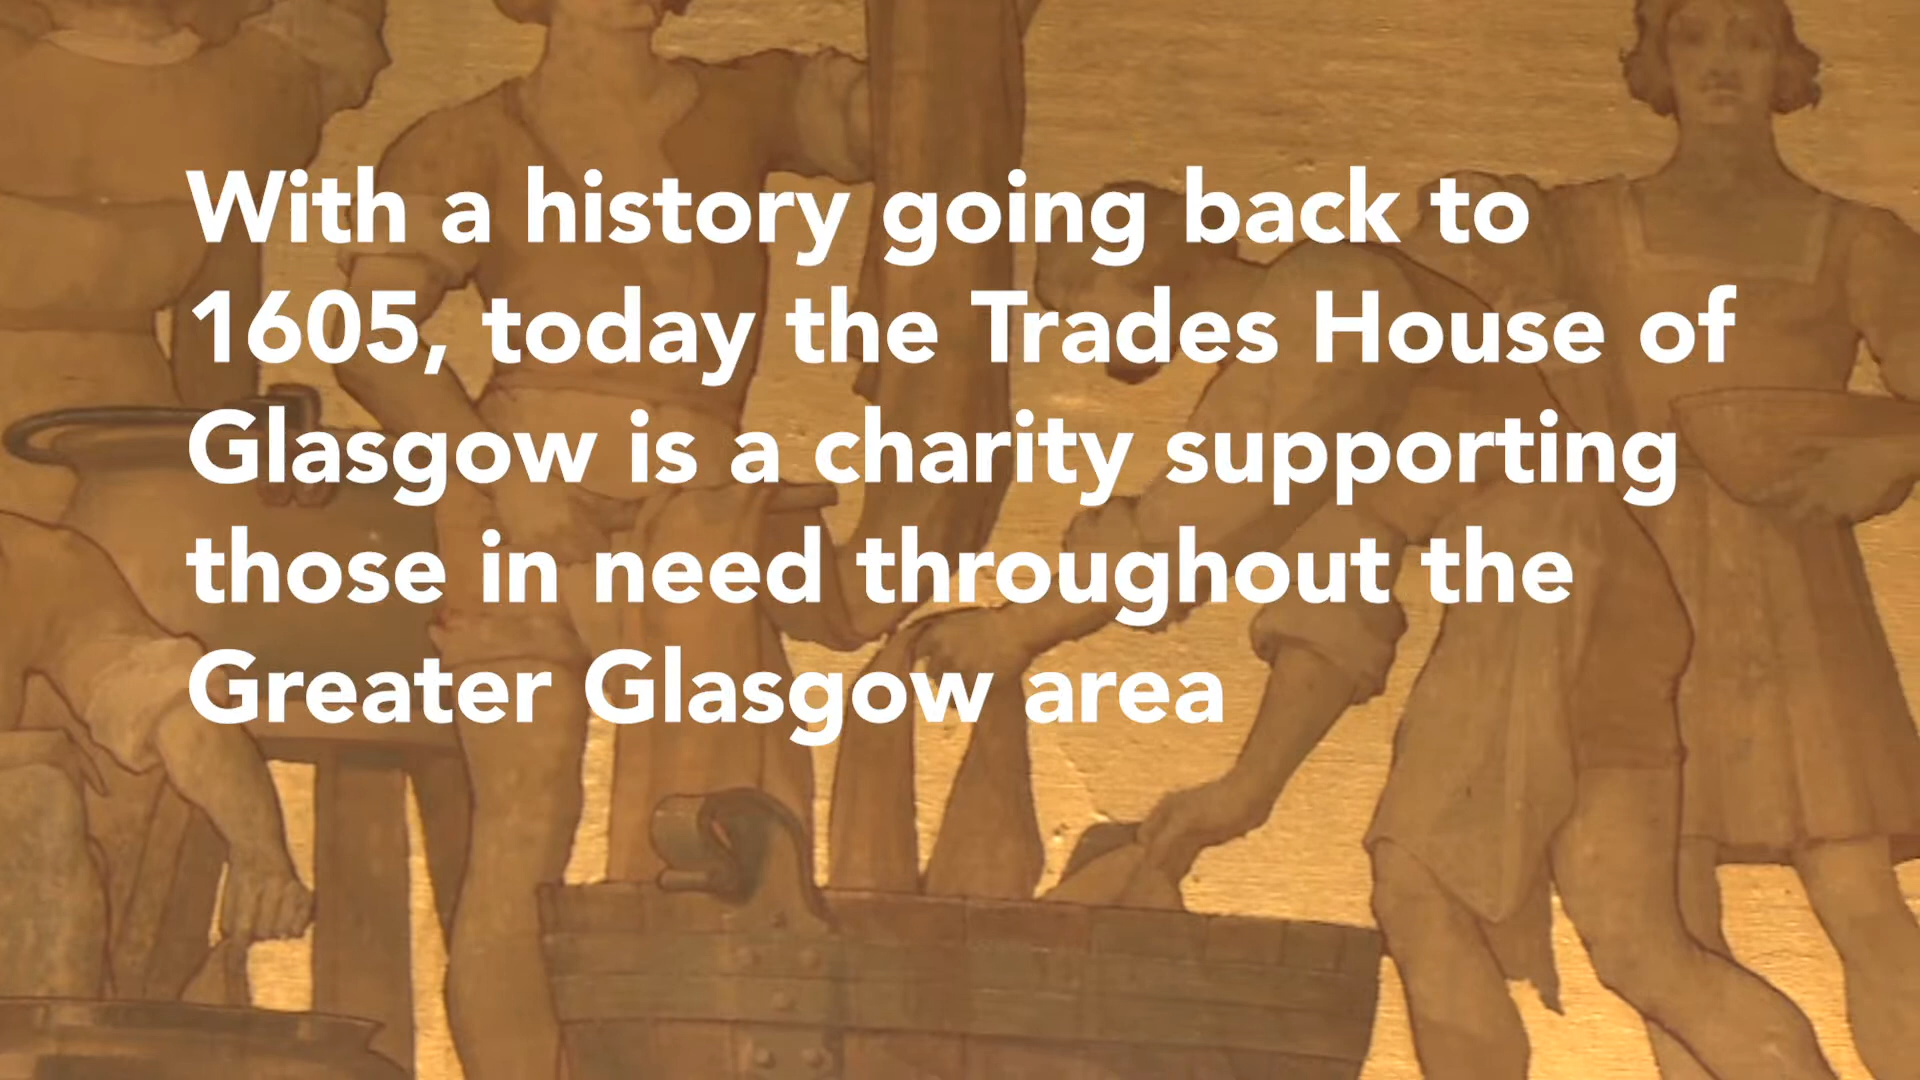 With a history going back to
1605, today the Trades House of
Glasgow is a charity supporting
those in need throughout the
Greater Glasgow area